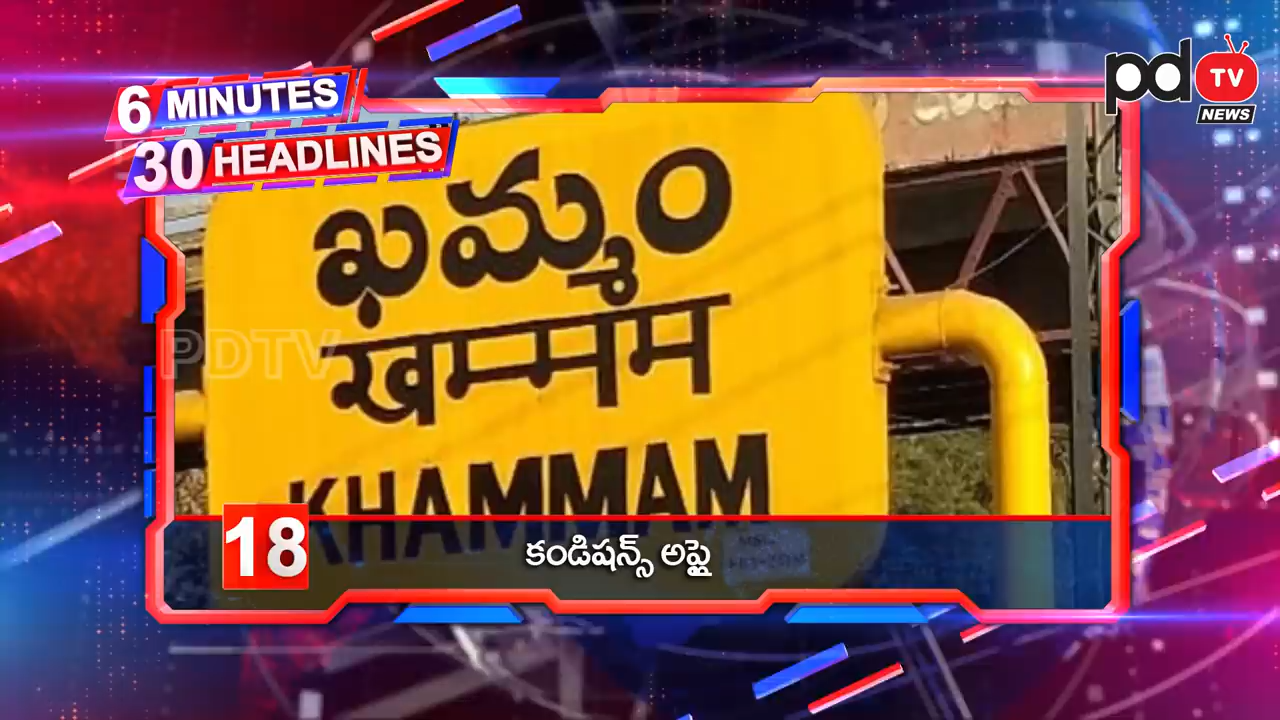 6 MINUTES
30 HEADLINES
pd TV
NEWS
ఖమ్మం
खम्मम
KHAMMAM
PDTV
18
కండిషన్స్ అప్లై